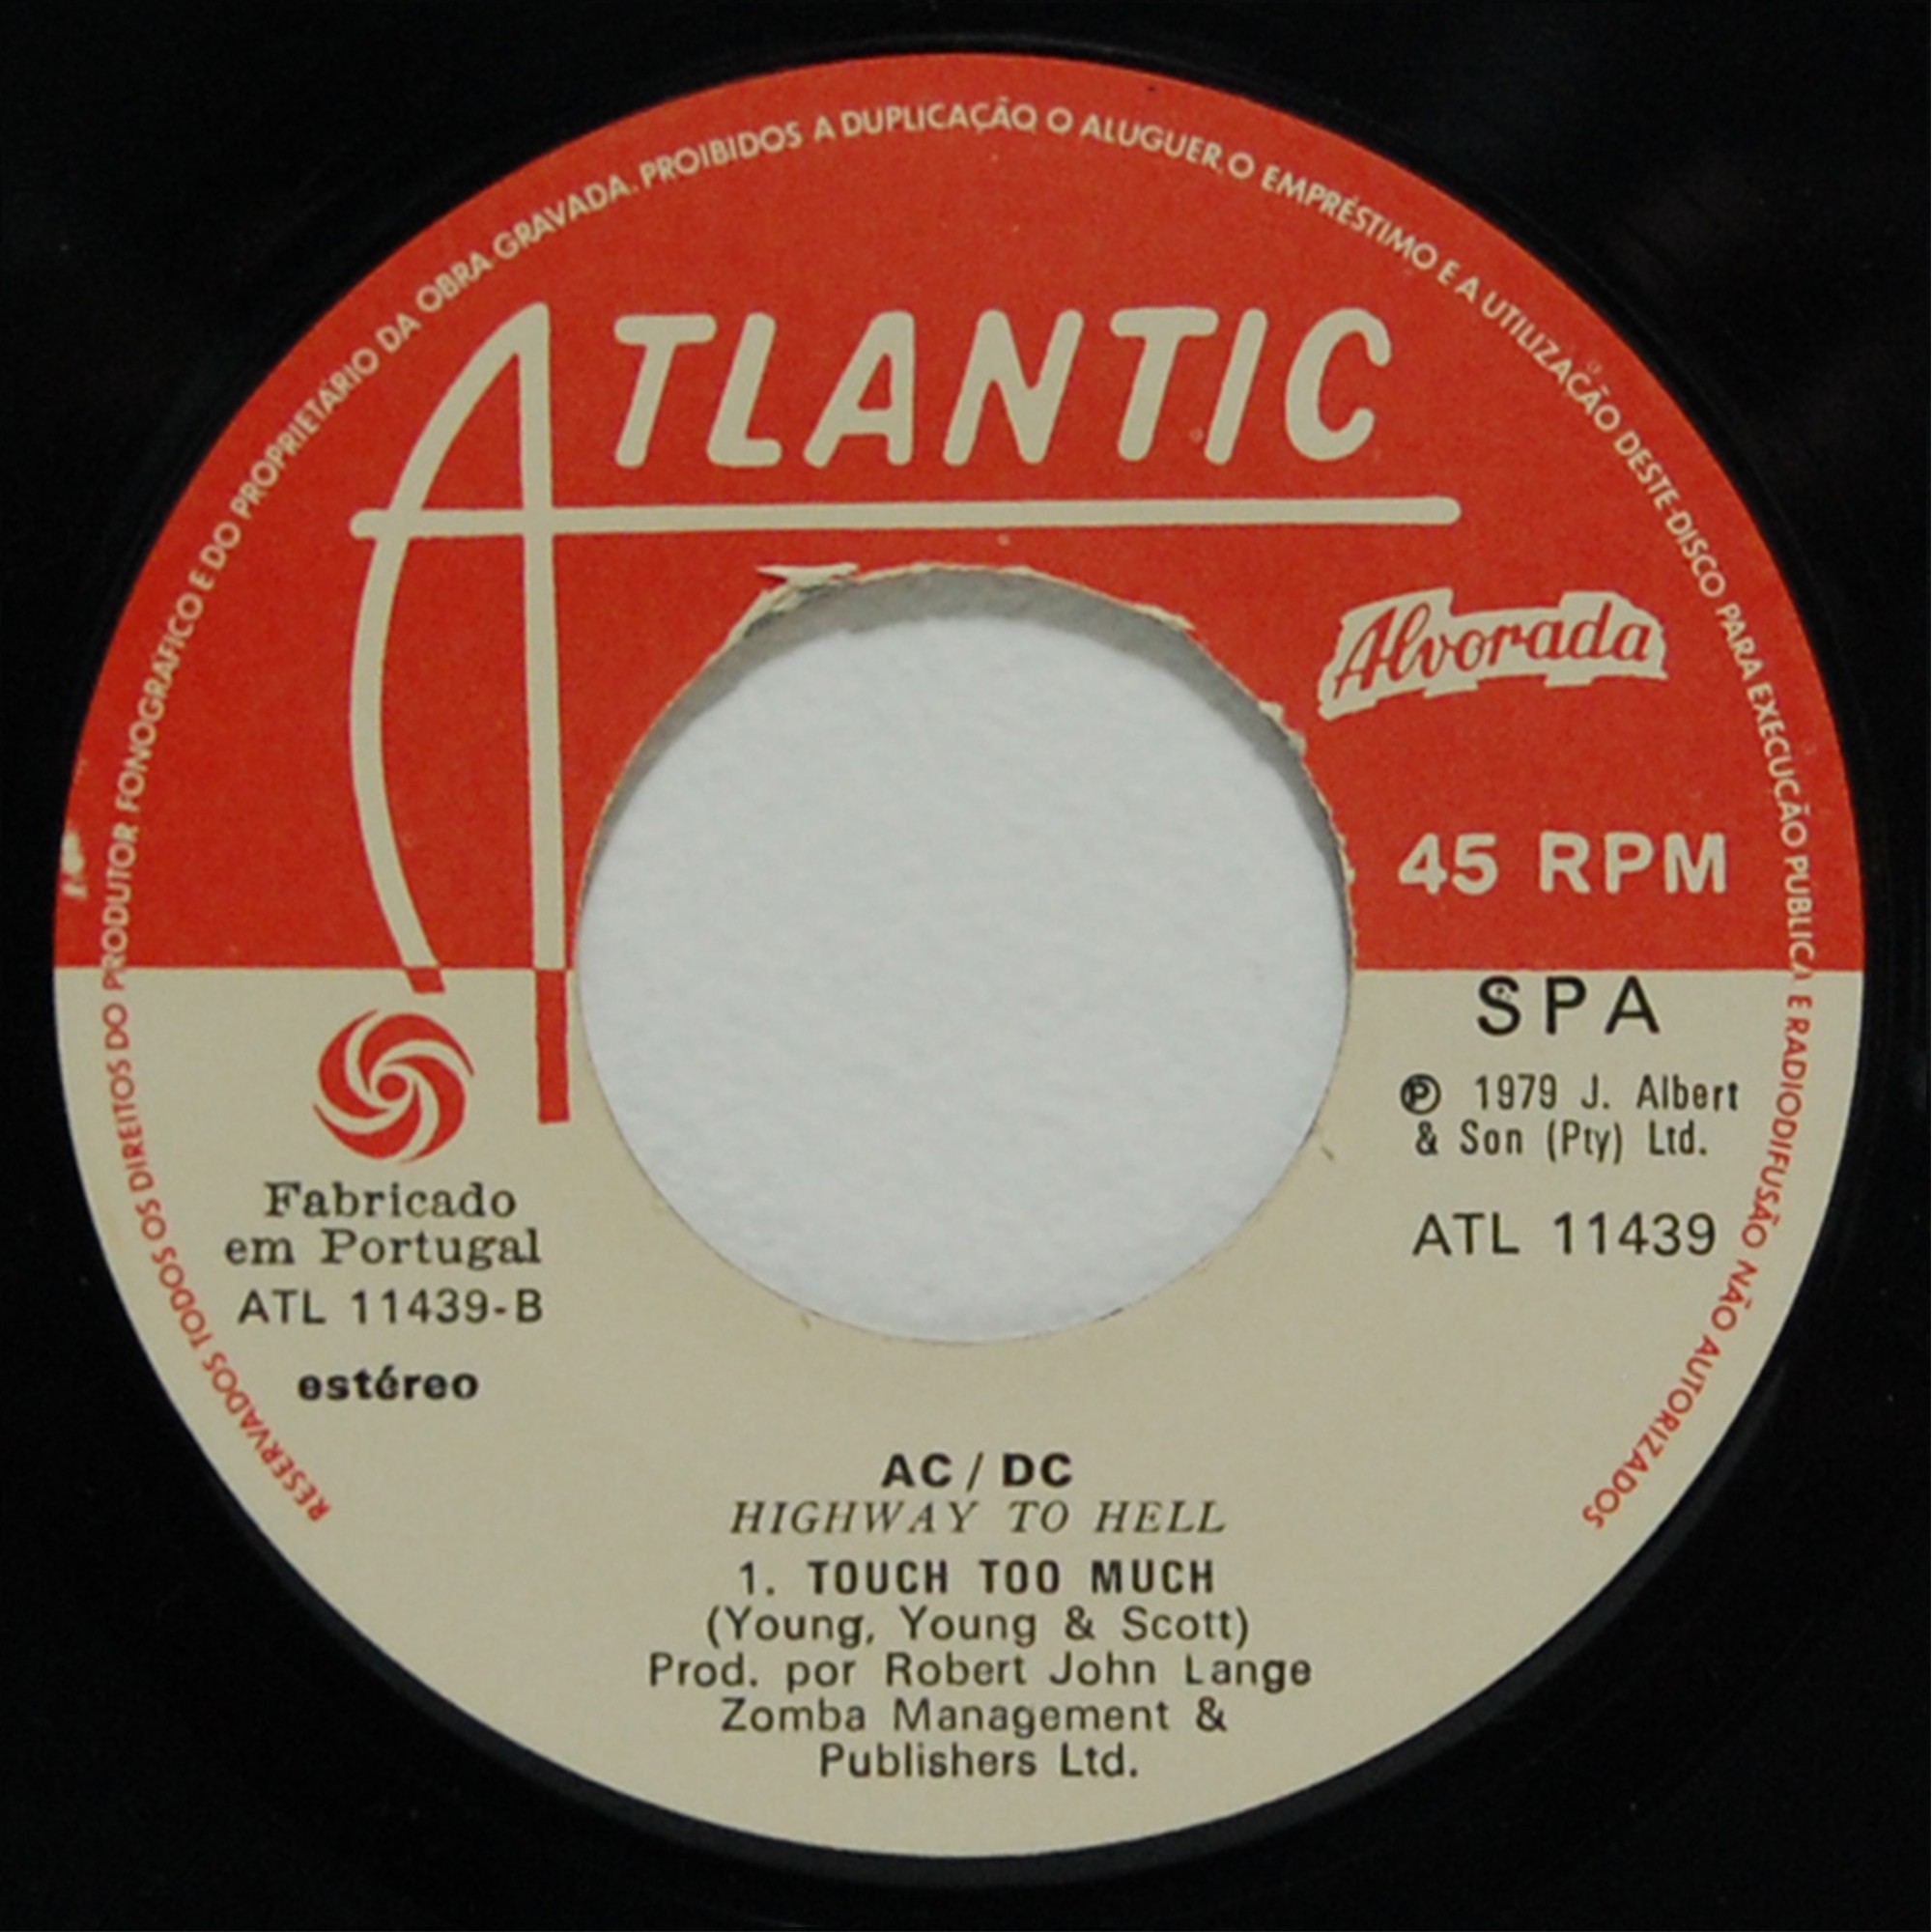 RESERVADOS TODOS OS DIREITOS DO PRODUTOR FONOGRAFICO E DO PROPRIETARIO DA OBRA GRAVADA. PROIBIDOS A DUPLICAÇÃO O ALUGUER, O EMPRÉSTIMO E A UTILIZAÇÃO DESTE DISCO PARA EXECUÇÃO PUBLICA E RADIODIFUSÃO NÃO AUTORIZADOS
ATLANTIC
Alvorada
45 RPM
SPA
℗ 1979 J. Albert
& Son (Pty) Ltd.
ATL 11439
Fabricado
em Portugal
ATL 11439-B
estéreo
AC / DC
HIGHWAY TO HELL
1. TOUCH TOO MUCH
(Young, Young & Scott)
Prod. por Robert John Lange
Zomba Management &
Publishers Ltd.